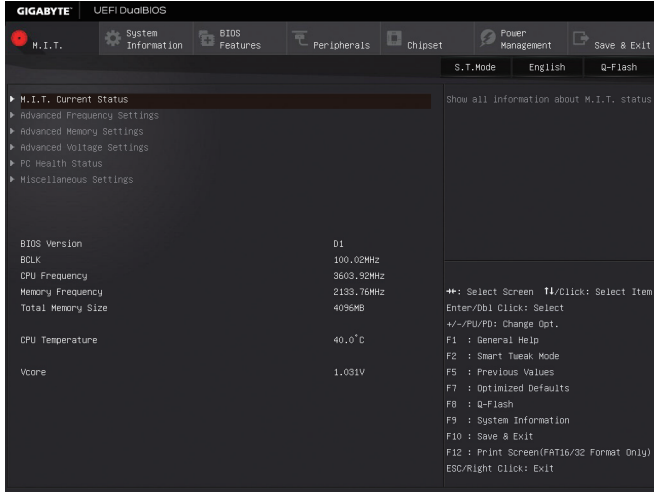 GIGABYTE™ UEFI DualBIOS
M.I.T.
System Information
BIOS Features
Peripherals
Chipset
Power Management
Save & Exit
S.T.Mode English Q-Flash
M.I.T. Current Status
Advanced Frequency Settings
Advanced Memory Settings
Advanced Voltage Settings
PC Health Status
Miscellaneous Settings
Show all information about M.I.T. status
BIOS Version D1
BCLK 100.02MHz
CPU Frequency 3603.92MHz
Memory Frequency 2133.76MHz
Total Memory Size 4096MB
CPU Temperature 40.0°C
Vcore 1.031V
→←: Select Screen ↑↓/Click: Select Item
Enter/Dbl Click: Select
+/-/PU/PD: Change Opt.
F1 : General Help
F2 : Smart Tweak Mode
F5 : Previous Values
F7 : Optimized Defaults
F8 : Q-Flash
F9 : System Information
F10 : Save & Exit
F12 : Print Screen(FAT16/32 Format Only)
ESC/Right Click: Exit